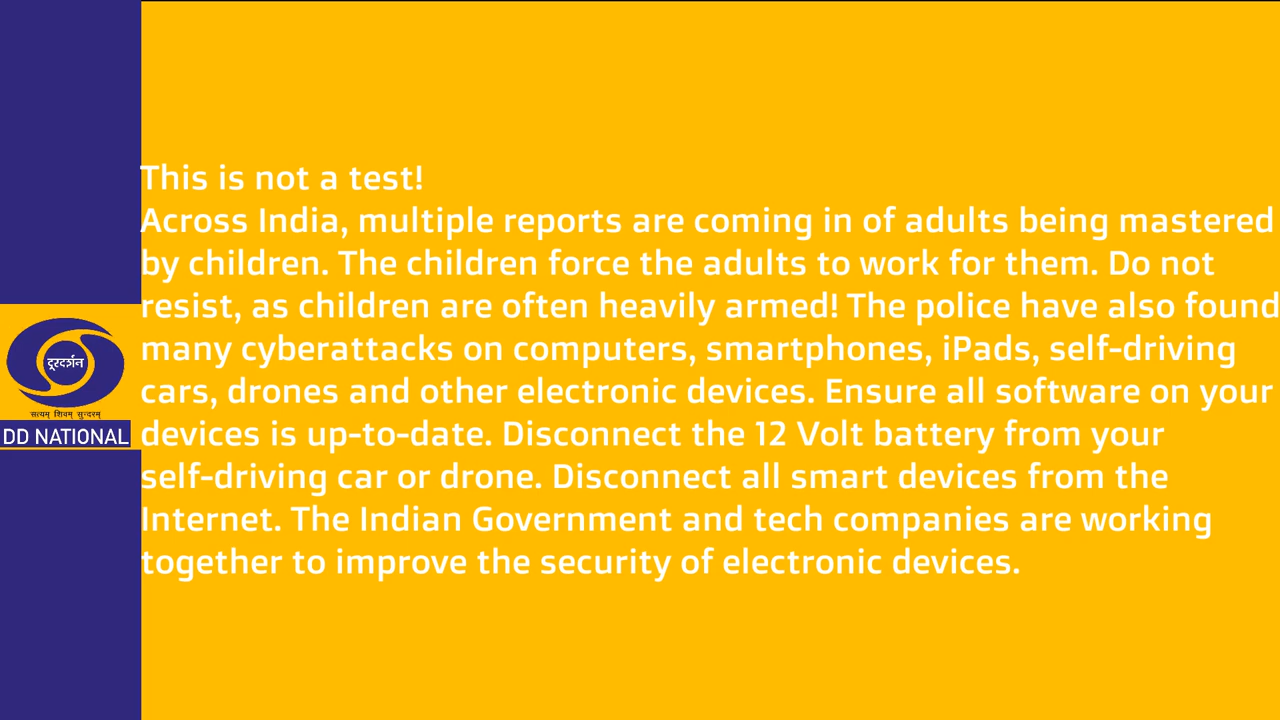 This is not a test!
Across India, multiple reports are coming in of adults being mastered
by children. The children force the adults to work for them. Do not
resist, as children are often heavily armed! The police have also found
many cyberattacks on computers, smartphones, iPads, self-driving
cars, drones and other electronic devices. Ensure all software on your
devices is up-to-date. Disconnect the 12 Volt battery from your
self-driving car or drone. Disconnect all smart devices from the
Internet. The Indian Government and tech companies are working
together to improve the security of electronic devices.
दूरदर्शन
सत्यम् शिवम् सुन्दरम्
DD NATIONAL